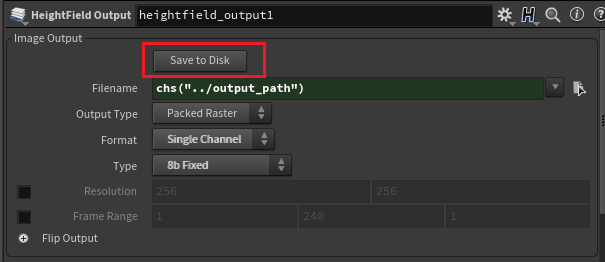 HeightField Output heightfield_output1
Image Output
Save to Disk
Filename chs("../output_path")
Output Type Packed Raster
Format Single Channel
Type 8b Fixed
Resolution 256 256
Frame Range 1 240 1
Flip Output